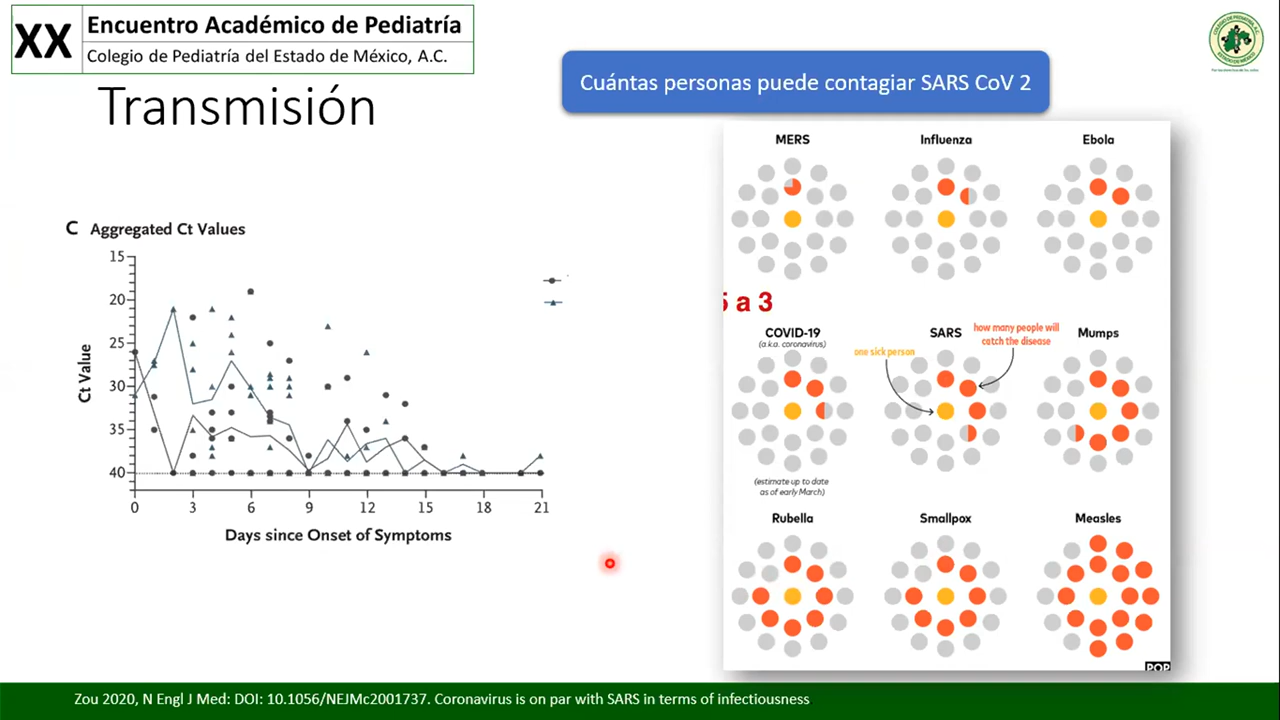 XX
Encuentro Académico de Pediatría
Colegio de Pediatría del Estado de México, A.C.
Transmisión
Cuántas personas puede contagiar SARS CoV 2
C Aggregated Ct Values
Ct Value
15
20
25
30
35
40
0 3 6 9 12 15 18 21
Days since Onset of Symptoms
MERS Influenza Ebola
a 3
COVID-19
(a.k.a. coronavirus)
one sick person
SARS
how many people will
catch the disease
Mumps
(estimate up to date
as of early March)
Rubella Smallpox Measles
POP
Zou 2020, N Engl J Med: DOI: 10.1056/NEJMc2001737. Coronavirus is on par with SARS in terms of infectiousness